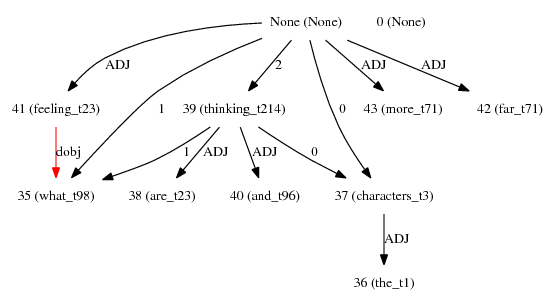 None (None) 0 (None)
ADJ 1 2 0 ADJ ADJ
41 (feeling_t23) 39 (thinking_t214) 43 (more_t71) 42 (far_t71)
dobj 1 ADJ ADJ 0
35 (what_t98) 38 (are_t23) 40 (and_t96) 37 (characters_t3)
ADJ
36 (the_t1)